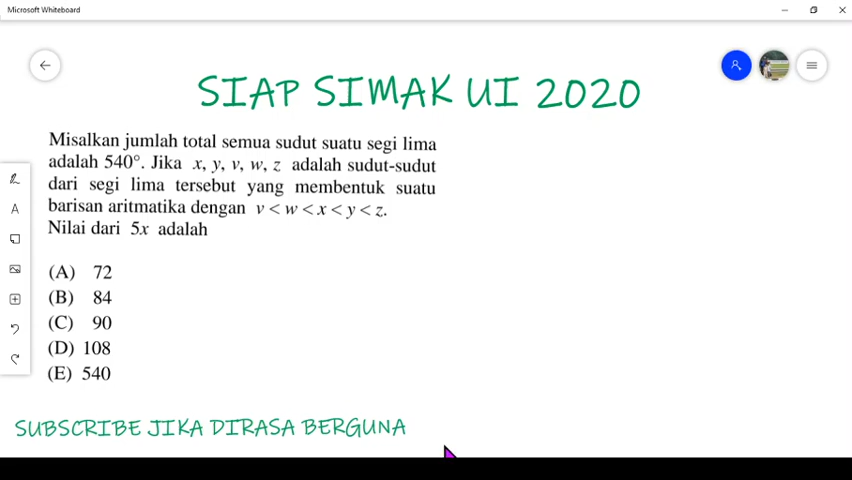 Microsoft Whiteboard
SIAP SIMAK UI 2020
Misalkan jumlah total semua sudut suatu segi lima
adalah 540°. Jika x, y, v, w, z adalah sudut-sudut
dari segi lima tersebut yang membentuk suatu
barisan aritmatika dengan v < w < x < y < z.
Nilai dari 5x adalah
(A) 72
(B) 84
(C) 90
(D) 108
(E) 540
SUBSCRIBE JIKA DIRASA BERGUNA